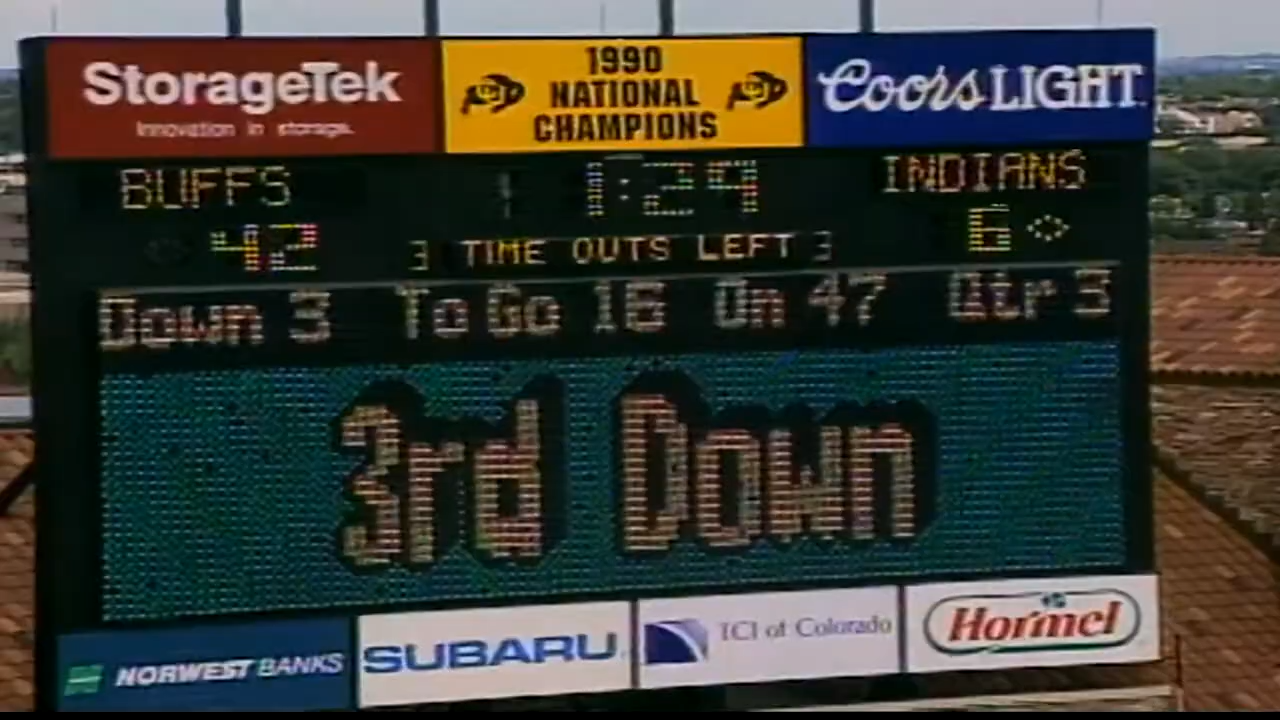 StorageTek
Innovation in storage.
1990
NATIONAL
CHAMPIONS
Coors LIGHT
BUFFS
1:24
INDIANS
42
3 TIME OUTS LEFT 3
6
Down 3 To Go 16 On 47 Qtr 3
3rd Down
NORWEST BANKS
SUBARU
TCI of Colorado
Hormel